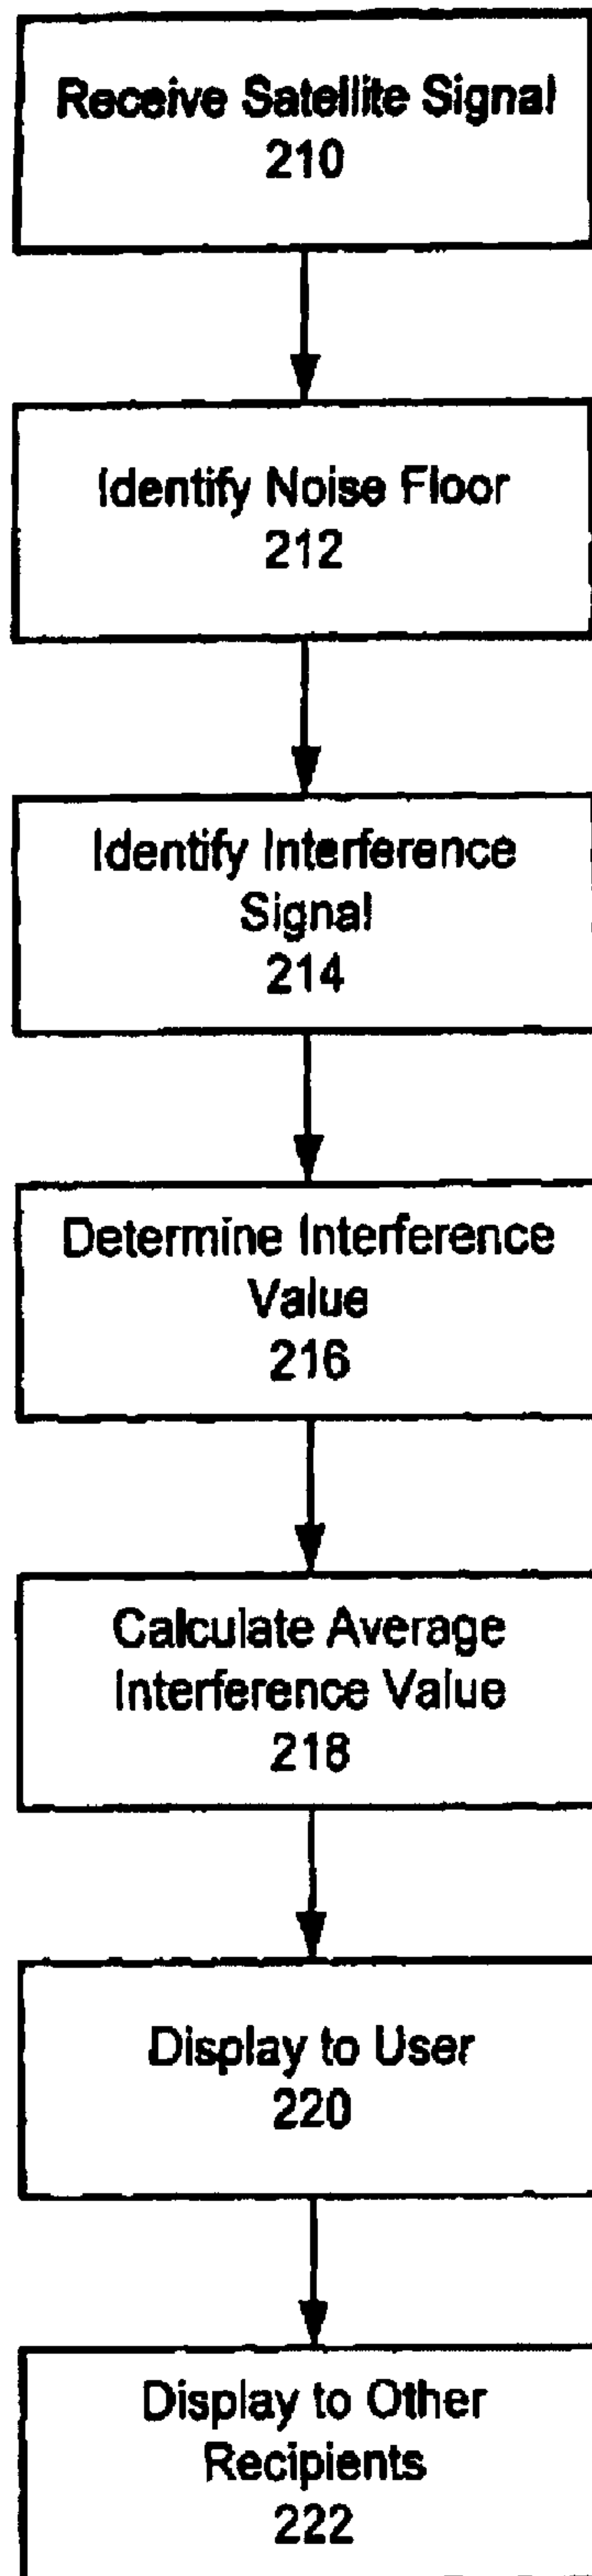 Receive Satellite Signal
210
Identify Noise Floor
212
Identify Interference
Signal
214
Determine Interference
Value
216
Calculate Average
Interference Value
218
Display to User
220
Display to Other
Recipients
222